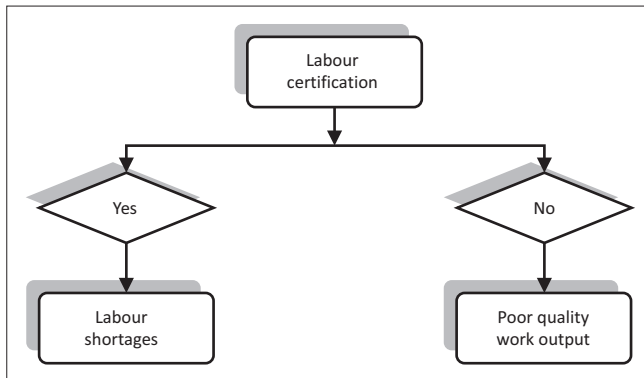 Labour
certification
Yes
No
Labour
shortages
Poor quality
work output